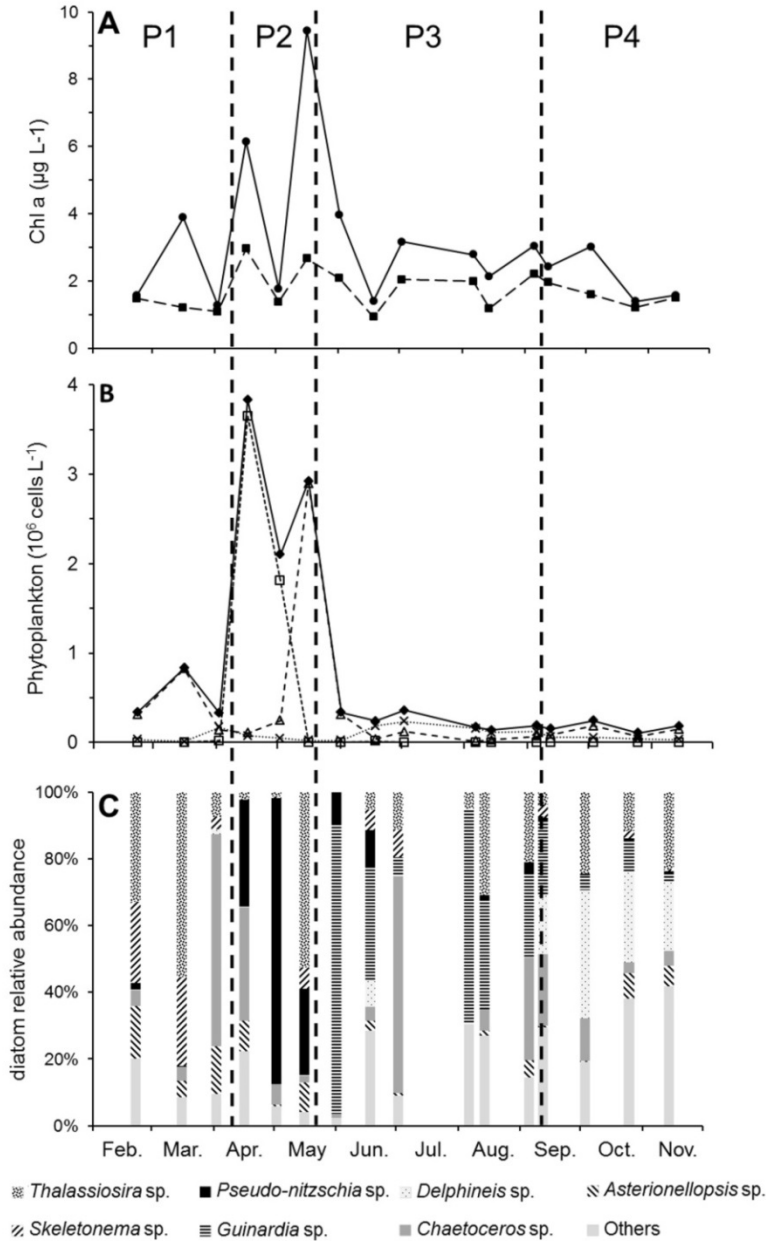 A P1 P2 P3 P4
10
8
6
4
2
0
Chl a (µg L-1)
B
4
3
2
1
0
Phytoplankton (10⁶ cells L⁻¹)
C
100%
80%
60%
40%
20%
0%
diatom relative abundance
Feb. Mar. Apr. May Jun. Jul. Aug. Sep. Oct. Nov.
Thalassiosira sp. Pseudo-nitzschia sp. Delphineis sp. Asterionellopsis sp.
Skeletonema sp. Guinardia sp. Chaetoceros sp. Others